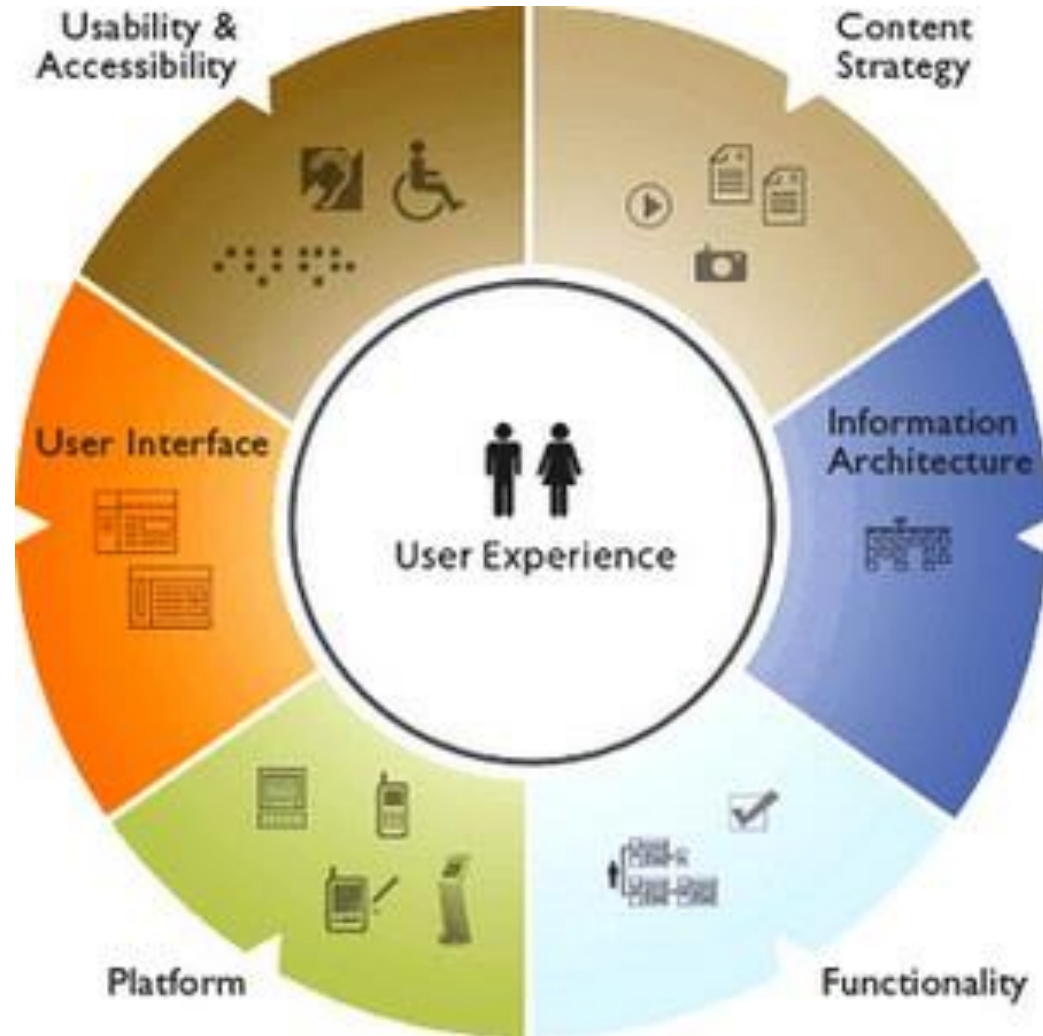 Usability &
Accessibility
Content
Strategy
User Interface
Information
Architecture
User Experience
Platform
Functionality